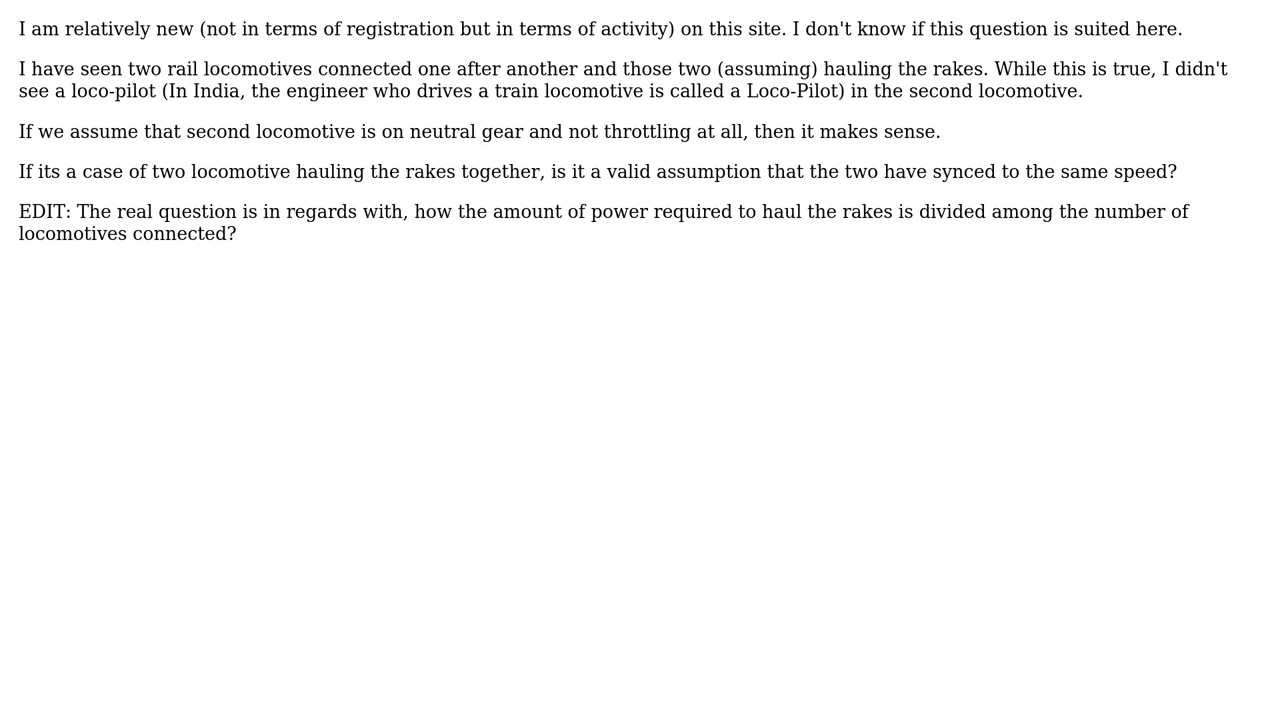 I am relatively new (not in terms of registration but in terms of activity) on this site. I don't know if this question is suited here.
I have seen two rail locomotives connected one after another and those two (assuming) hauling the rakes. While this is true, I didn't
see a loco-pilot (In India, the engineer who drives a train locomotive is called a Loco-Pilot) in the second locomotive.
If we assume that second locomotive is on neutral gear and not throttling at all, then it makes sense.
If its a case of two locomotive hauling the rakes together, is it a valid assumption that the two have synced to the same speed?
EDIT: The real question is in regards with, how the amount of power required to haul the rakes is divided among the number of
locomotives connected?